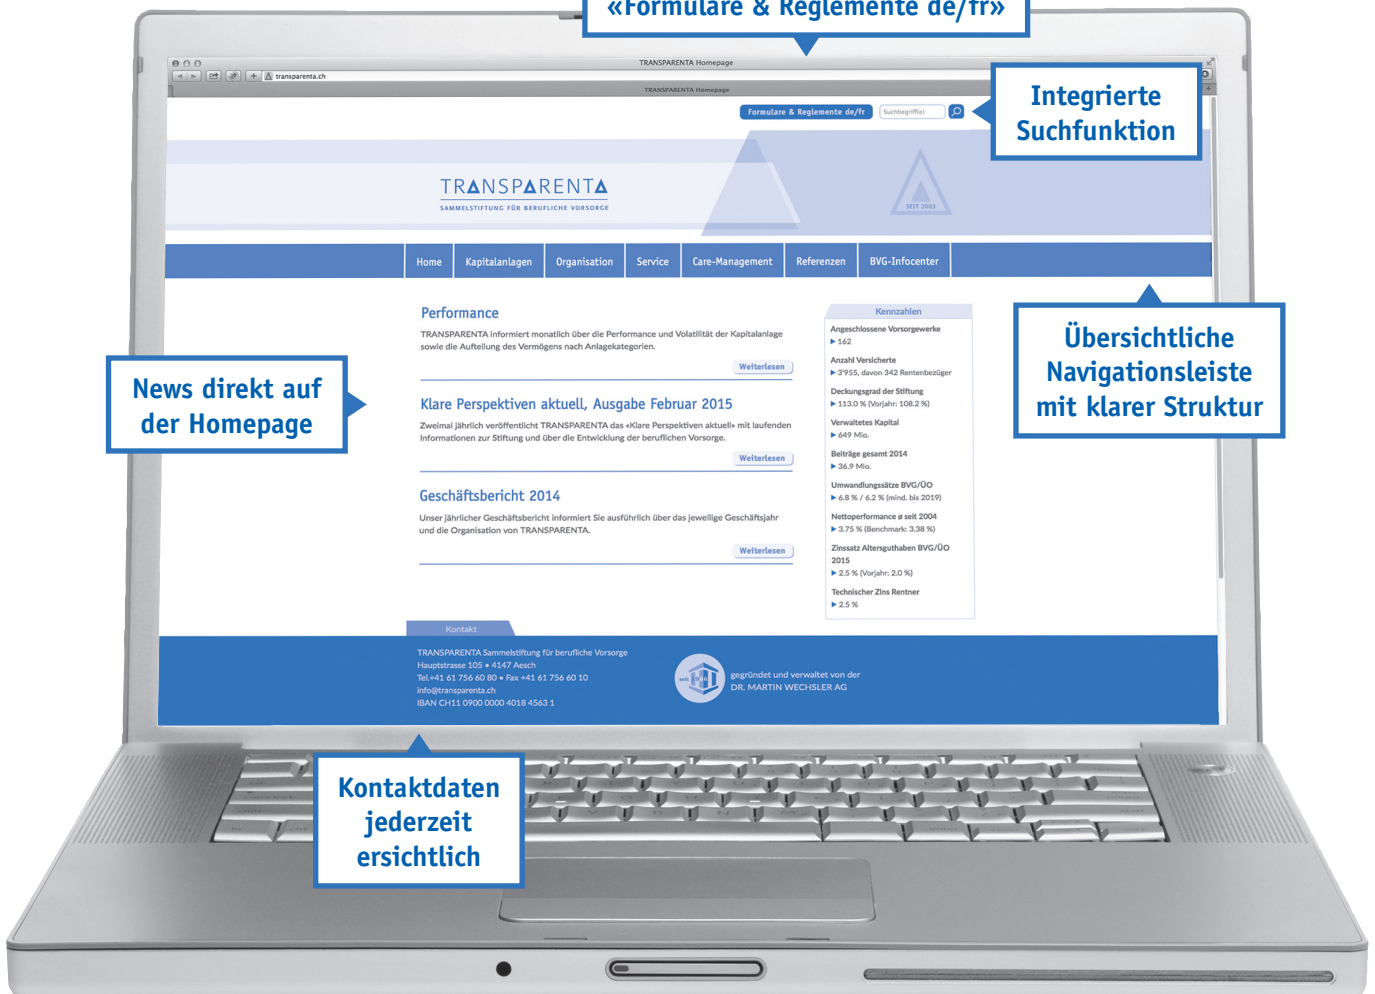 «Formulare & Reglemente de/fr»
TRANSPARENTA Homepage
transparenta.ch
TRANSPARENTA Homepage
Formulare & Reglemente de/fr
Suchbegriff(e)
Integrierte
Suchfunktion
TRANSPARENTA
SAMMELSTIFTUNG FÜR BERUFLICHE VORSORGE
SEIT 2003
Home
Kapitalanlagen
Organisation
Service
Care-Management
Referenzen
BVG-Infocenter
Übersichtliche
Navigationsleiste
mit klarer Struktur
News direkt auf
der Homepage
Performance
TRANSPARENTA informiert monatlich über die Performance und Volatilität der Kapitalanlage
sowie die Aufteilung des Vermögens nach Anlagekategorien.
Weiterlesen
Klare Perspektiven aktuell, Ausgabe Februar 2015
Zweimal jährlich veröffentlicht TRANSPARENTA das «Klare Perspektiven aktuell» mit laufenden
Informationen zur Stiftung und über die Entwicklung der beruflichen Vorsorge.
Weiterlesen
Geschäftsbericht 2014
Unser jährlicher Geschäftsbericht informiert Sie ausführlich über das jeweilige Geschäftsjahr
und die Organisation von TRANSPARENTA.
Weiterlesen
Kennzahlen
Angeschlossene Vorsorgewerke
162
Anzahl Versicherte
3'955, davon 342 Rentenbezüger
Deckungsgrad der Stiftung
113.0 % (Vorjahr: 108.2 %)
Verwaltetes Kapital
649 Mio.
Beiträge gesamt 2014
36.9 Mio.
Umwandlungssätze BVG/ÜO
6.8 % / 6.2 % (mind. bis 2019)
Nettoperformance ø seit 2004
3.75 % (Benchmark: 3.38 %)
Zinssatz Altersguthaben BVG/ÜO
2015
2.5 % (Vorjahr: 2.0 %)
Technischer Zins Rentner
2.5 %
Kontakt
TRANSPARENTA Sammelstiftung für berufliche Vorsorge
Hauptstrasse 105 • 4147 Aesch
Tel.+41 61 756 60 80 • Fax +41 61 756 60 10
info@transparenta.ch
IBAN CH11 0900 0000 4018 4563 1
seit 1986
gegründet und verwaltet von der
DR. MARTIN WECHSLER AG
Kontaktdaten
jederzeit
ersichtlich